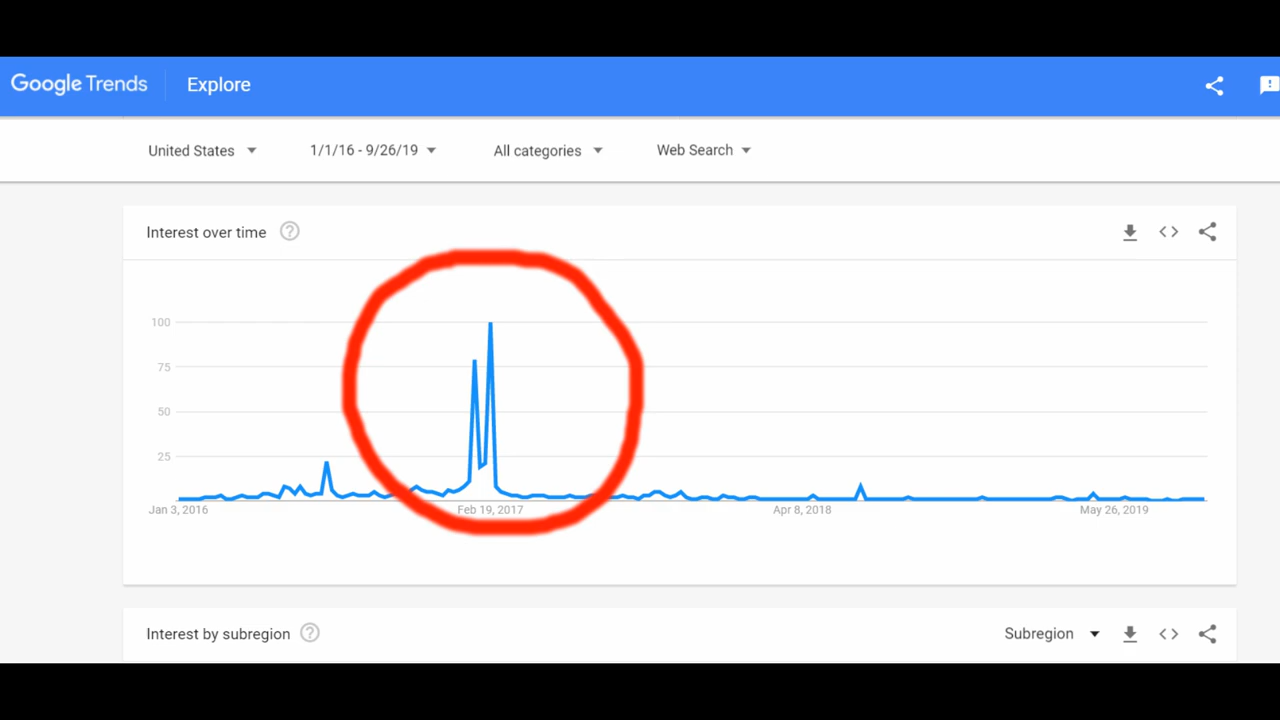 Google Trends Explore
United States 1/1/16 - 9/26/19 All categories Web Search
Interest over time ?
100
75
50
25
Jan 3, 2016 Feb 19, 2017 Apr 8, 2018 May 26, 2019
Interest by subregion ? Subregion